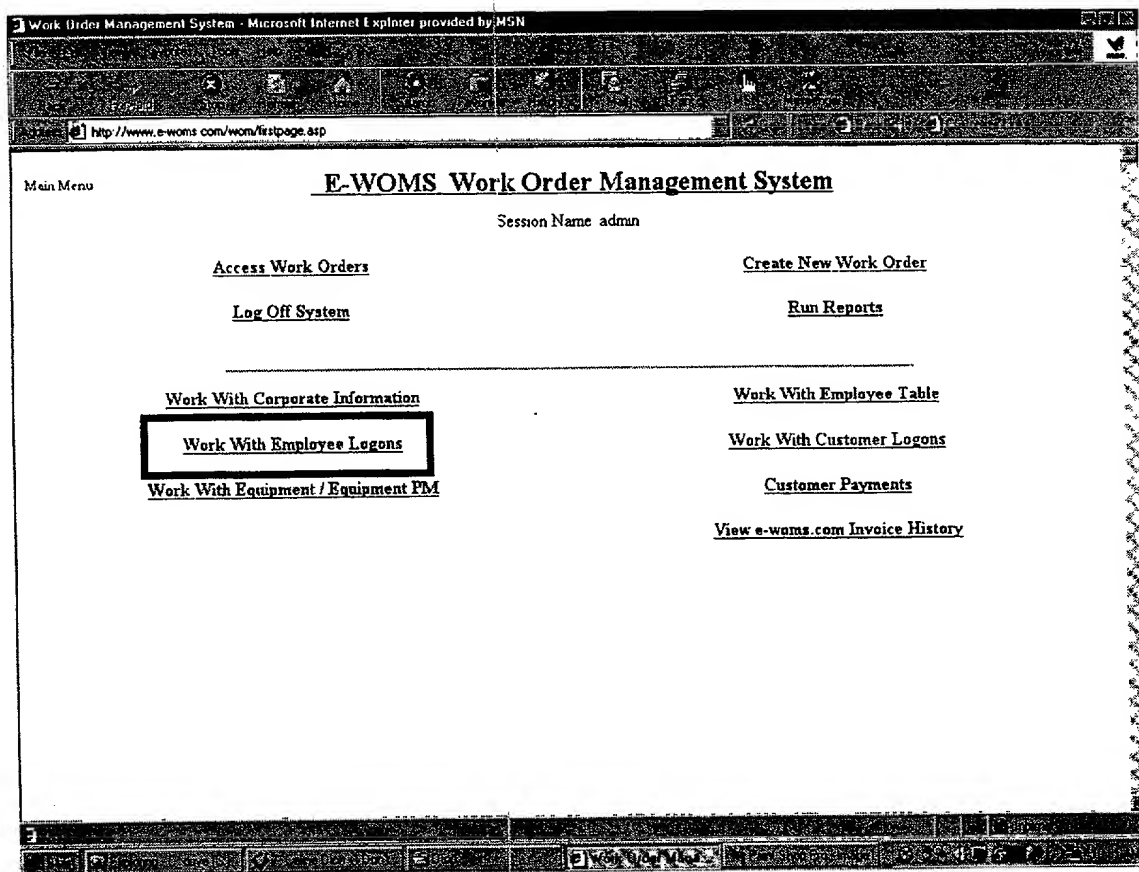 Work Order Management System - Microsoft Internet Explorer provided by MSN
http://www.e-woms com/wom/firstpage.asp
Main Menu
E-WOMS Work Order Management System
Session Name admin
Access Work Orders
Create New Work Order
Log Off System
Run Reports
Work With Corporate Information
Work With Employee Table
Work With Employee Logons
Work With Customer Logons
Work With Equipment / Equipment PM
Customer Payments
View e-woms.com Invoice History